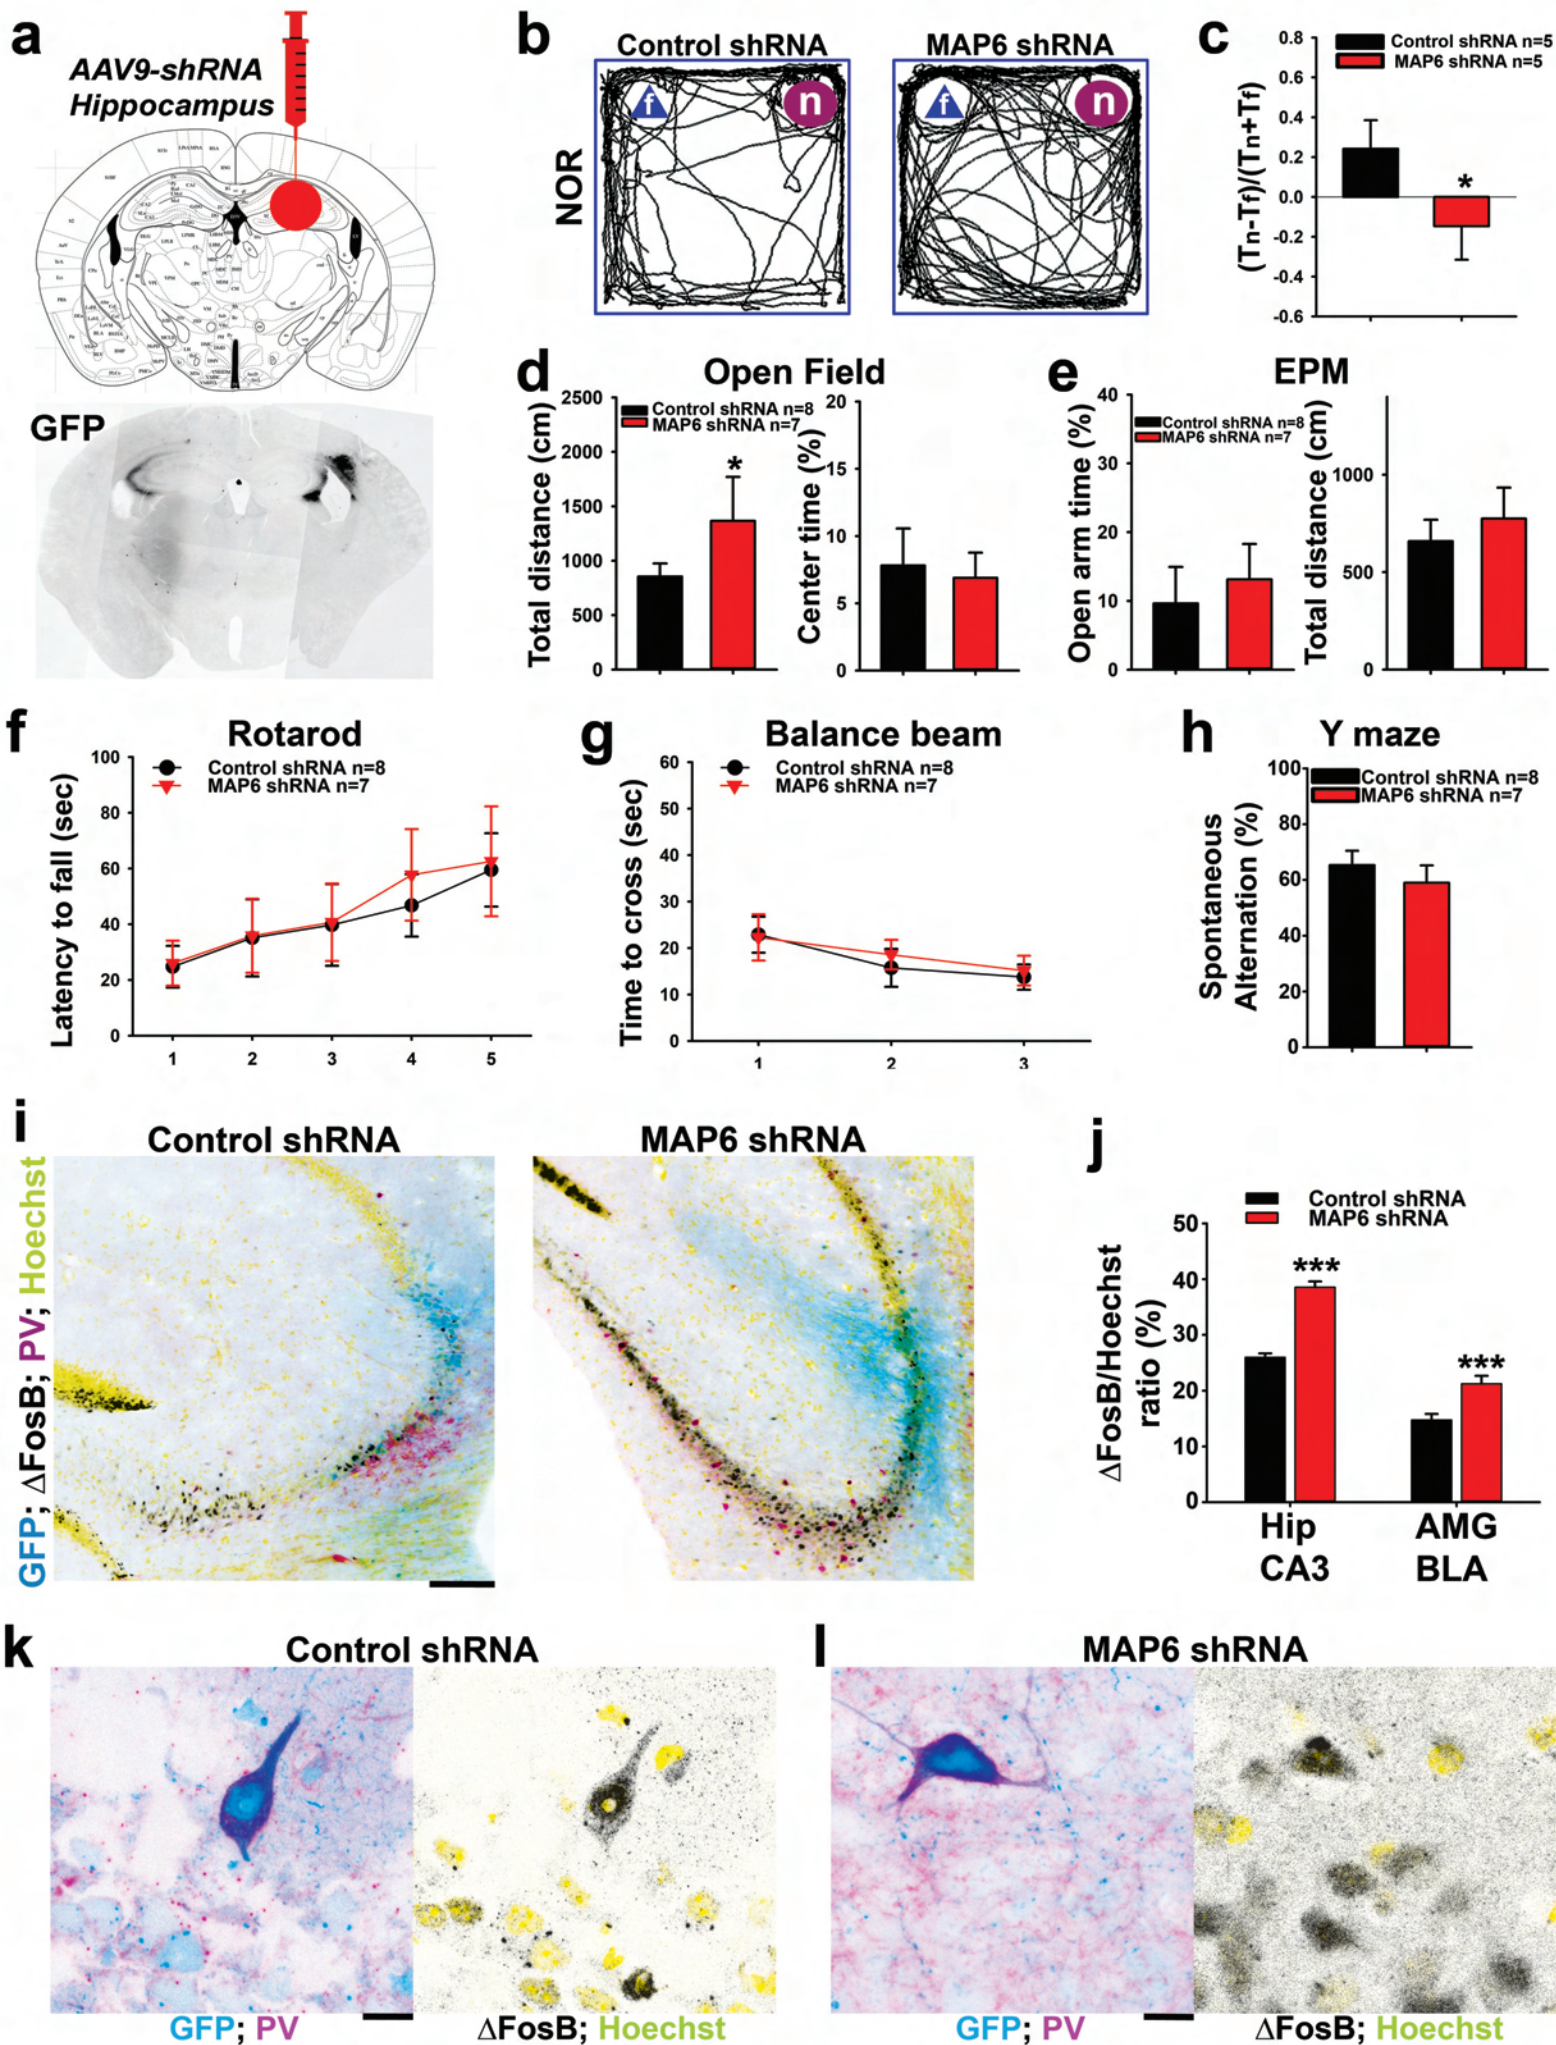 a
AAV9-shRNA
Hippocampus
GFP
b
Control shRNA
MAP6 shRNA
NOR
f
n
f
n
c
Control shRNA n=5
MAP6 shRNA n=5
(Tn-Tf)/(Tn+Tf)
0.8
0.6
0.4
0.2
0.0
-0.2
-0.4
-0.6
*
d
Open Field
Control shRNA n=8
MAP6 shRNA n=7
Total distance (cm)
2500
2000
1500
1000
500
0
*
Center time (%)
20
15
10
5
0
e
EPM
Control shRNA n=8
MAP6 shRNA n=7
Open arm time (%)
40
30
20
10
0
Total distance (cm)
1000
500
0
f
Rotarod
Control shRNA n=8
MAP6 shRNA n=7
Latency to fall (sec)
100
80
60
40
20
0
1 2 3 4 5
g
Balance beam
Control shRNA n=8
MAP6 shRNA n=7
Time to cross (sec)
60
50
40
30
20
10
0
1 2 3
h
Y maze
Control shRNA n=8
MAP6 shRNA n=7
Spontaneous
Alternation (%)
100
80
60
40
20
0
i
Control shRNA
MAP6 shRNA
GFP; ΔFosB; PV; Hoechst
j
Control shRNA
MAP6 shRNA
ΔFosB/Hoechst
ratio (%)
50
40
30
20
10
0
***
***
Hip
CA3
AMG
BLA
k
Control shRNA
GFP; PV
ΔFosB; Hoechst
l
MAP6 shRNA
GFP; PV
ΔFosB; Hoechst